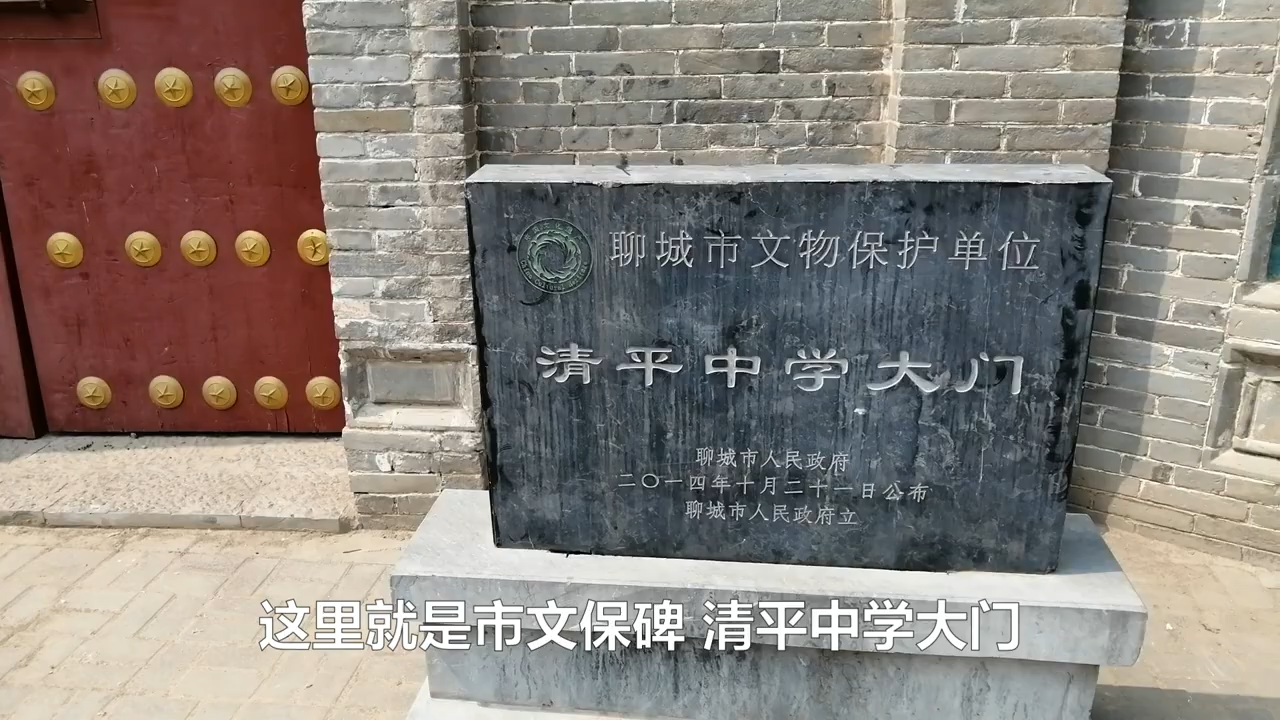 聊城市文物保护单位
清平中学大门
聊城市人民政府
二〇一四年十月二十一日公布
聊城市人民政府立
这里就是市文保碑 清平中学大门